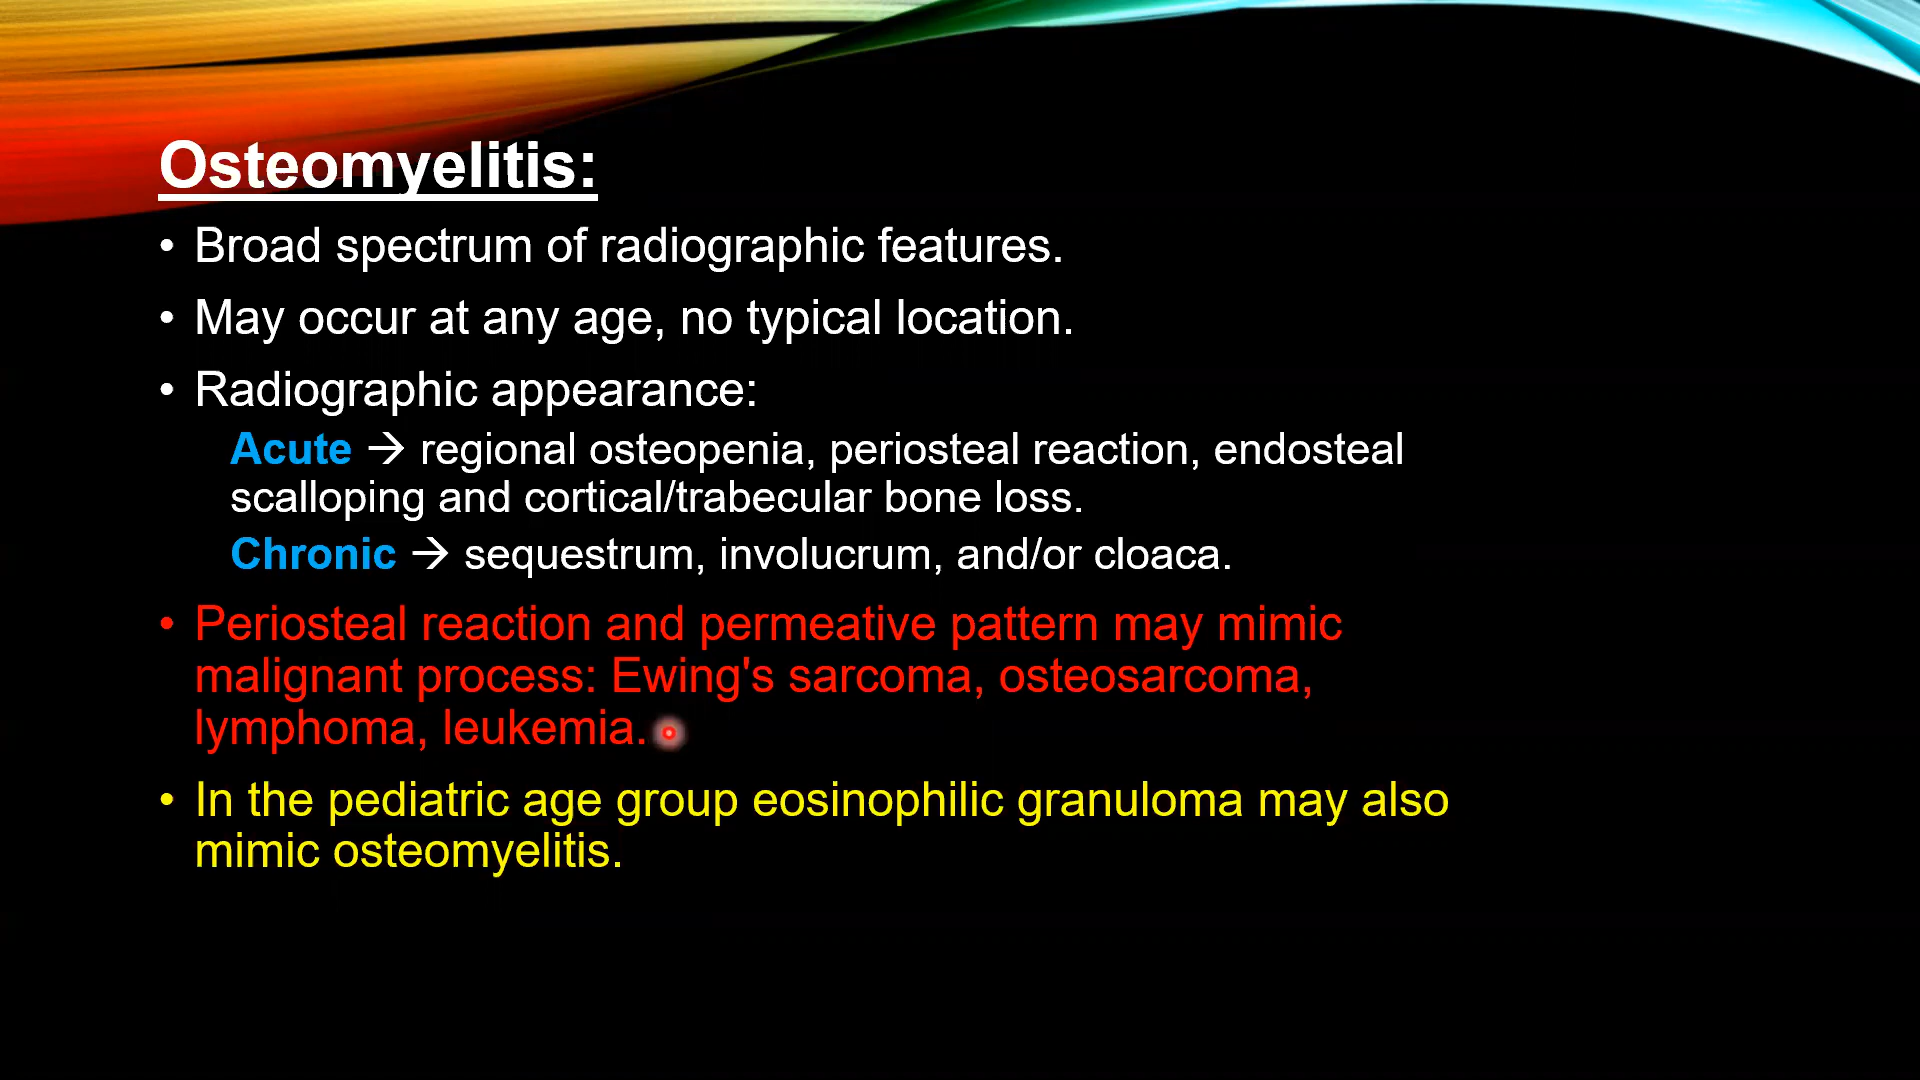 Osteomyelitis:
• Broad spectrum of radiographic features.
• May occur at any age, no typical location.
• Radiographic appearance:
Acute → regional osteopenia, periosteal reaction, endosteal
scalloping and cortical/trabecular bone loss.
Chronic → sequestrum, involucrum, and/or cloaca.
• Periosteal reaction and permeative pattern may mimic
malignant process: Ewing's sarcoma, osteosarcoma,
lymphoma, leukemia.
• In the pediatric age group eosinophilic granuloma may also
mimic osteomyelitis.